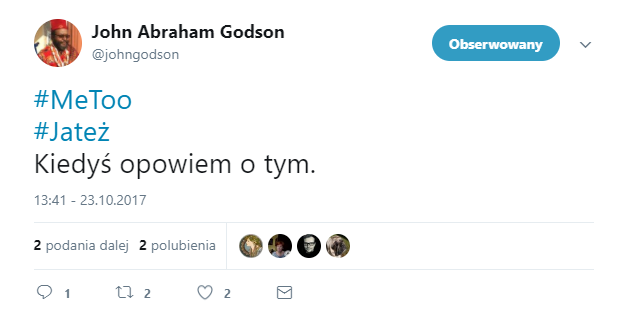 John Abraham Godson
@johngodson
Obserwowany
#MeToo
#Jateż
Kiedyś opowiem o tym.
13:41 - 23.10.2017
2 podania dalej 2 polubienia
1 2 2